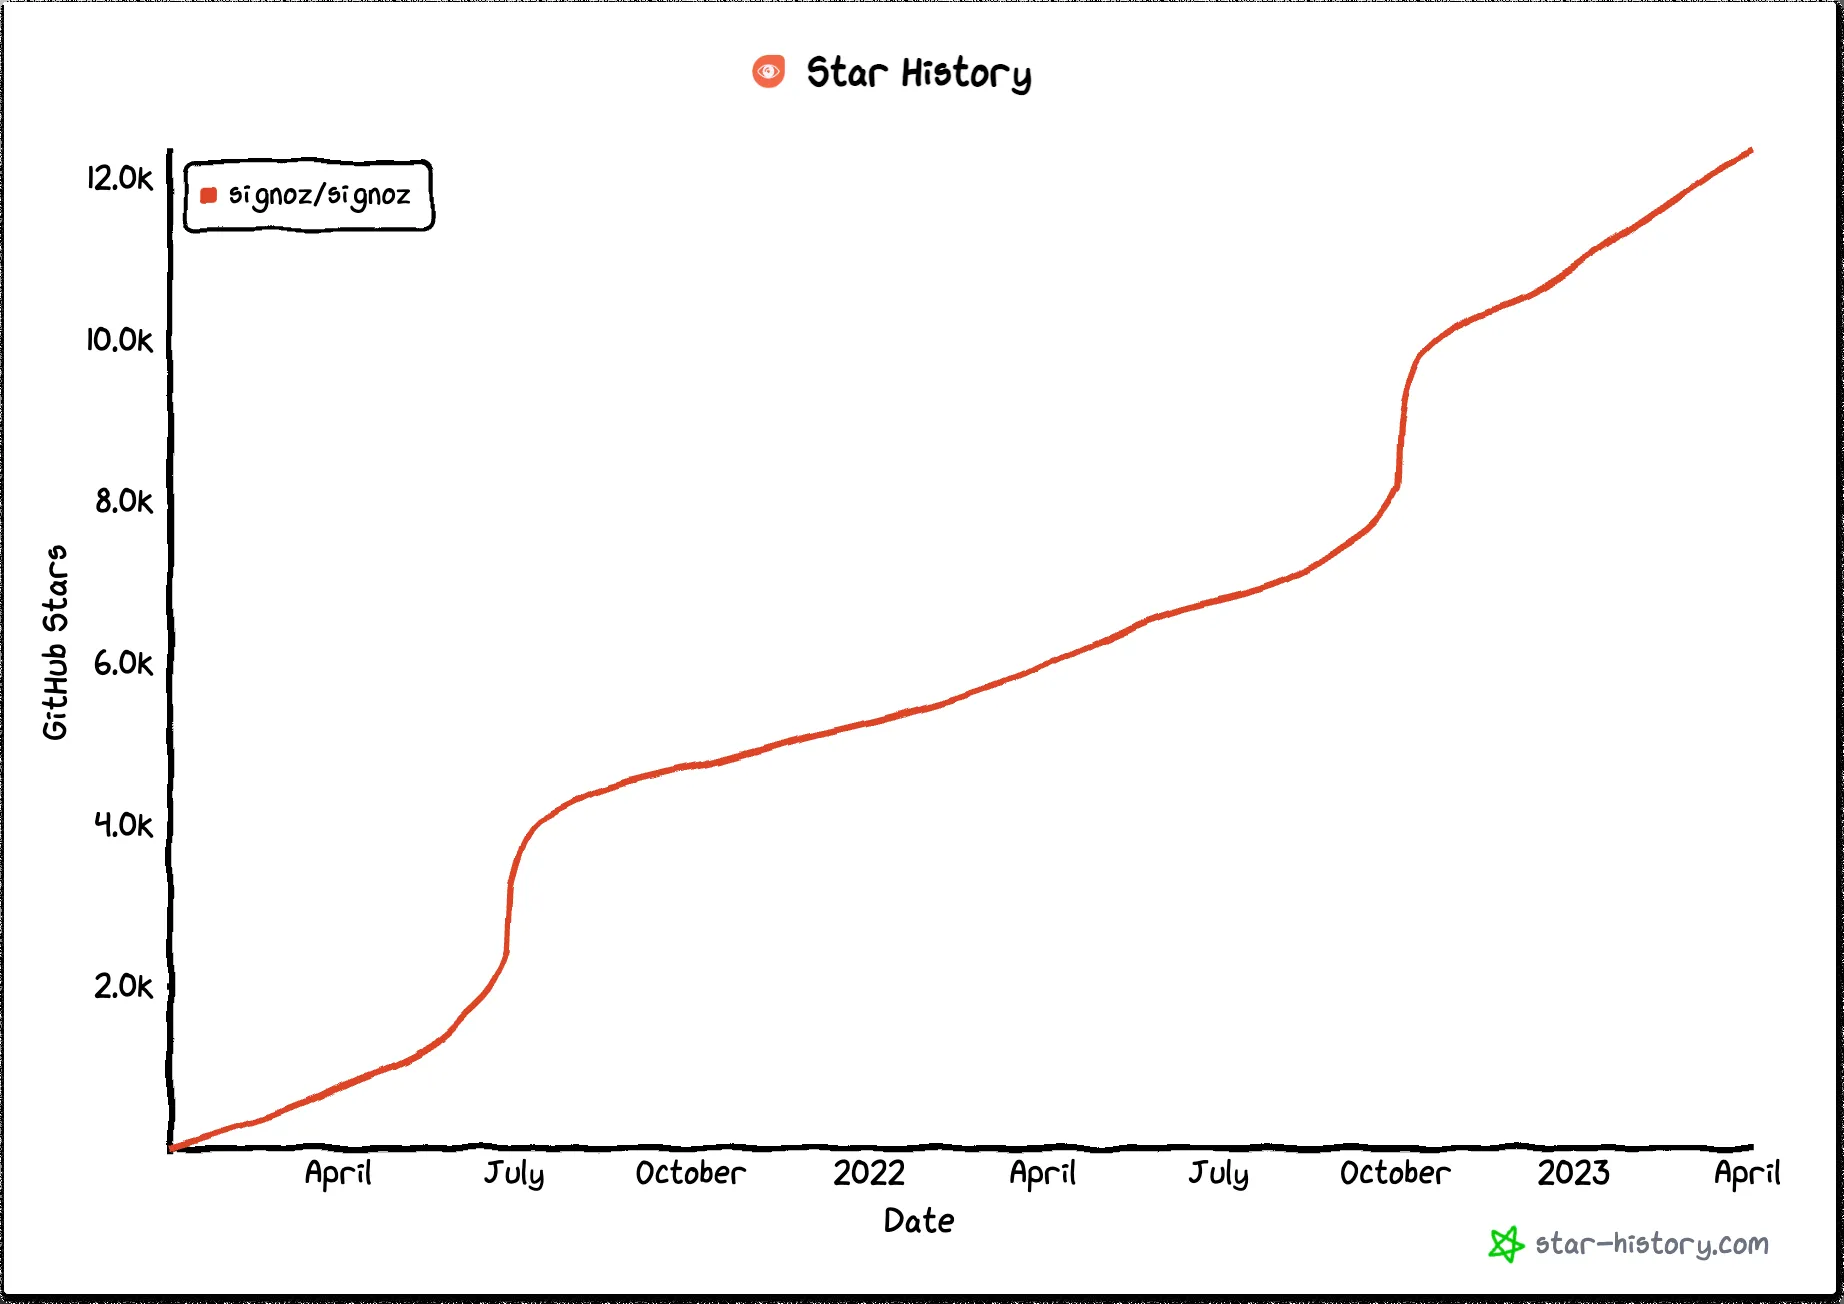 Star History
signoz/signoz
12.0K
10.0K
8.0K
6.0K
4.0K
2.0K
GitHub Stars
April July October 2022 April July October 2023 April
Date
star-history.com